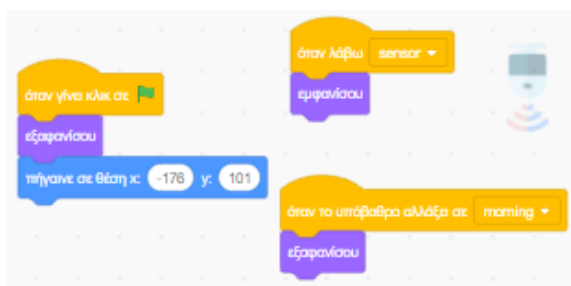 όταν γίνει κλικ σε
εξαφανίσου
πήγαινε σε θέση x: -176 y: 101
όταν λάβω sensor
εμφανίσου
όταν το υπόβαθρο αλλάξει σε morning
εξαφανίσου